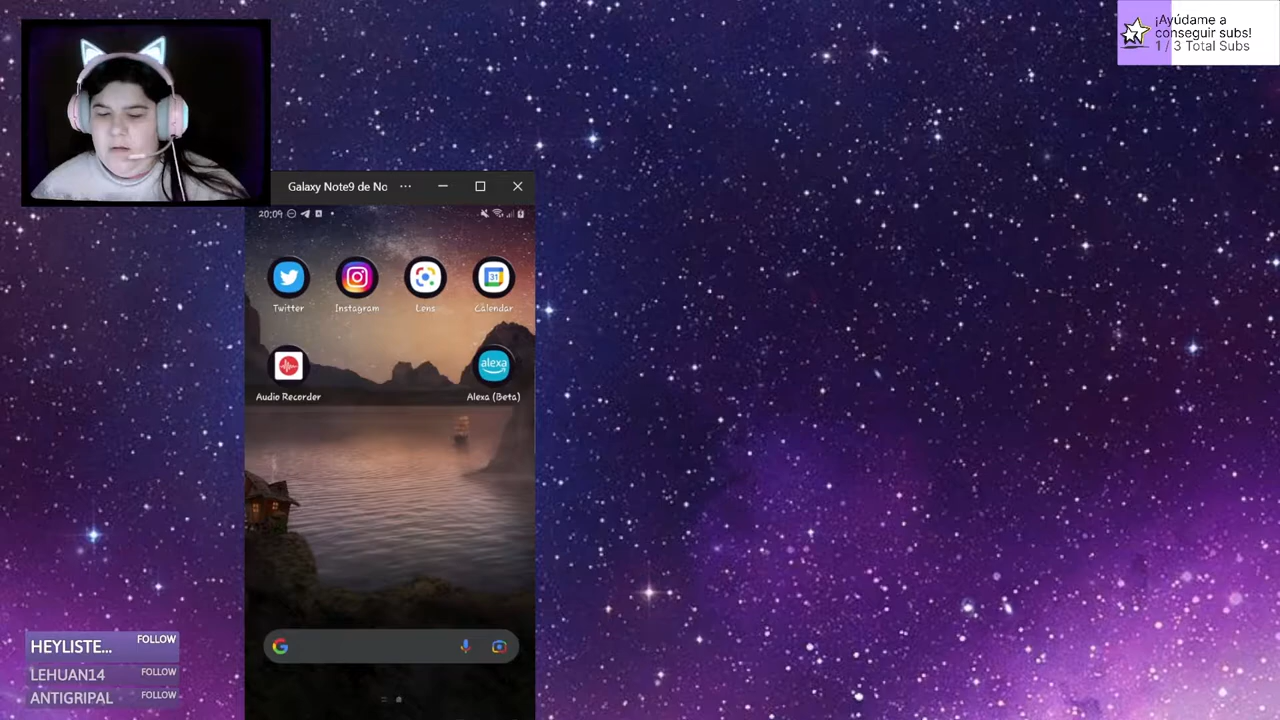 ¡Ayúdame a
conseguir subs!
1 / 3 Total Subs
Galaxy Note9 de No
20:09
Twitter
Instagram
Lens
31
Calendar
Audio Recorder
alexa
Alexa (Beta)
HEYLISTE... FOLLOW
LEHUAN14 FOLLOW
ANTIGRIPAL FOLLOW